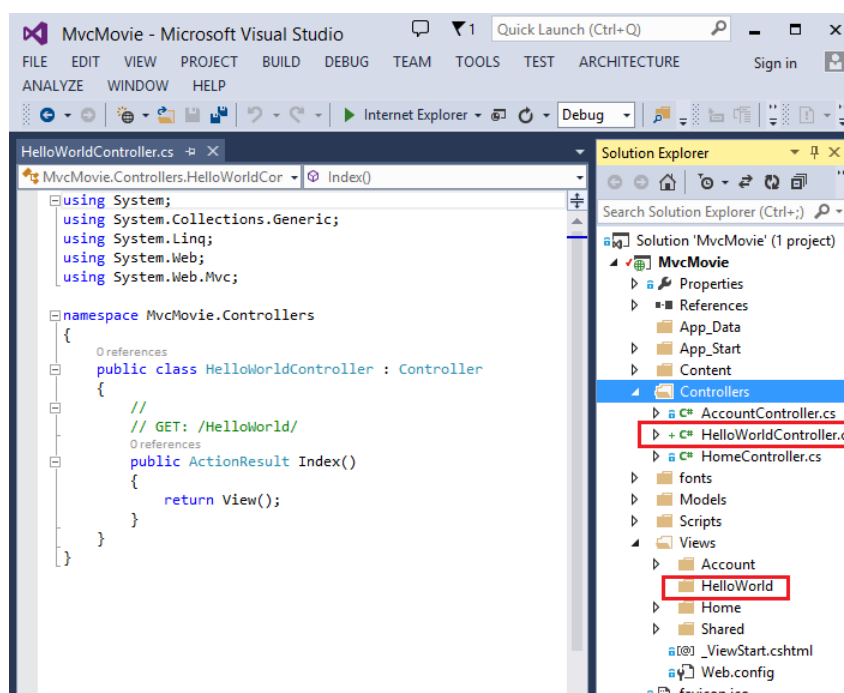 MvcMovie - Microsoft Visual Studio
1
Quick Launch (Ctrl+Q)
FILE EDIT VIEW PROJECT BUILD DEBUG TEAM TOOLS TEST ARCHITECTURE Sign in
ANALYZE WINDOW HELP
Internet Explorer Debug
HelloWorldController.cs
MvcMovie.Controllers.HelloWorldCor Index()
using System;
using System.Collections.Generic;
using System.Linq;
using System.Web;
using System.Web.Mvc;
namespace MvcMovie.Controllers
{
0 references
public class HelloWorldController : Controller
{
//
// GET: /HelloWorld/
0 references
public ActionResult Index()
{
return View();
}
}
}
Solution Explorer
Search Solution Explorer (Ctrl+;)
Solution 'MvcMovie' (1 project)
MvcMovie
Properties
References
App_Data
App_Start
Content
Controllers
C# AccountController.cs
+ C# HelloWorldController.c
C# HomeController.cs
fonts
Models
Scripts
Views
Account
HelloWorld
Home
Shared
[@] _ViewStart.cshtml
Web.config